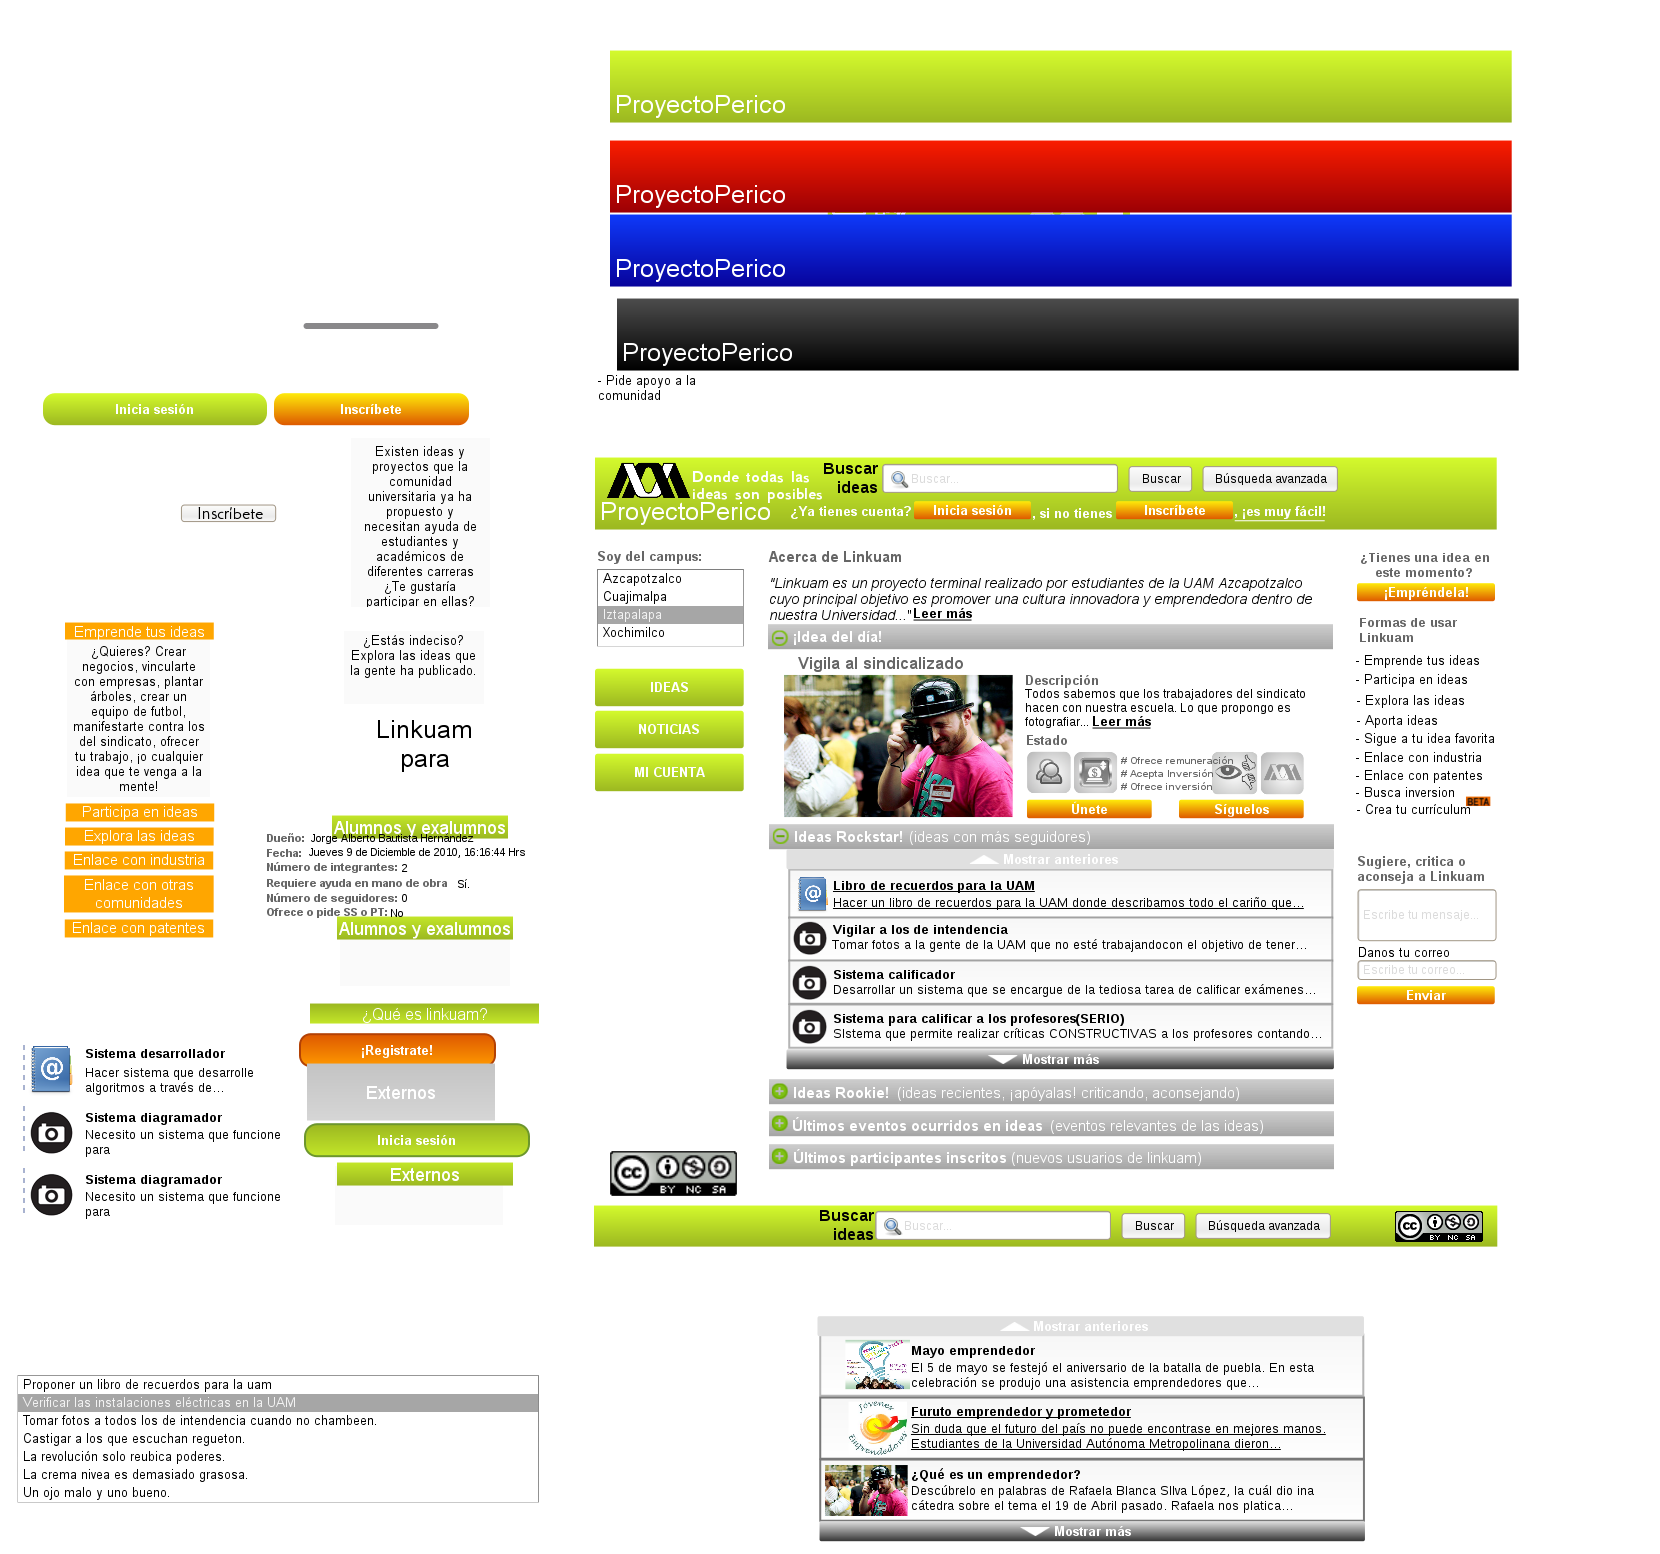 ProyectoPerico
ProyectoPerico
ProyectoPerico
ProyectoPerico
- Pide apoyo a la
comunidad
Inicia sesión
Inscríbete
Existen ideas y
proyectos que la
comunidad
universitaria ya ha
propuesto y
necesitan ayuda de
estudiantes y
académicos de
diferentes carreras
¿Te gustaría
participar en ellas?
Inscríbete
Emprende tus ideas
¿Quieres? Crear
negocios, vincularte
con empresas, plantar
árboles, crear un
equipo de futbol,
manifestarte contra los
del sindicato, ofrecer
tu trabajo, ¡o cualquier
idea que te venga a la
mente!
Participa en ideas
Explora las ideas
Enlace con industria
Enlace con otras
comunidades
Enlace con patentes
¿Estás indeciso?
Explora las ideas que
la gente ha publicado.
Linkuam
para
Alumnos y exalumnos
Dueño: Jorge Alberto Bautista Hernández
Fecha: Jueves 9 de Diciembre de 2010, 16:16:44 Hrs
Número de integrantes: 2
Requiere ayuda en mano de obra Sí.
Número de seguidores: 0
Ofrece o pide SS o PT: No
Alumnos y exalumnos
¿Qué es linkuam?
¡Registrate!
Externos
Inicia sesión
Externos
Sistema desarrollador
Hacer sistema que desarrolle
algoritmos a través de...
Sistema diagramador
Necesito un sistema que funcione
para
Sistema diagramador
Necesito un sistema que funcione
para
Proponer un libro de recuerdos para la uam
Verificar las instalaciones eléctricas en la UAM
Tomar fotos a todos los de intendencia cuando no chambeen.
Castigar a los que escuchan regueton.
La revolución solo reubica poderes.
La crema nivea es demasiado grasosa.
Un ojo malo y uno bueno.
Donde todas las
ideas son posibles
ProyectoPerico
Buscar
ideas
Buscar...
Buscar
Búsqueda avanzada
¿Ya tienes cuenta? Inicia sesión , si no tienes Inscríbete , ¡es muy fácil!
Soy del campus:
Azcapotzalco
Cuajimalpa
Iztapalapa
Xochimilco
IDEAS
NOTICIAS
MI CUENTA
Acerca de Linkuam
"Linkuam es un proyecto terminal realizado por estudiantes de la UAM Azcapotzalco
cuyo principal objetivo es promover una cultura innovadora y emprendedora dentro de
nuestra Universidad..." Leer más
¡Idea del día!
Vigila al sindicalizado
Descripción
Todos sabemos que los trabajadores del sindicato
hacen con nuestra escuela. Lo que propongo es
fotografiar... Leer más
Estado
# Ofrece remuneración
# Acepta Inversión
# Ofrece inversión
Únete
Síguelos
Ideas Rockstar! (ideas con más seguidores)
Mostrar anteriores
Libro de recuerdos para la UAM
Hacer un libro de recuerdos para la UAM donde describamos todo el cariño que...
Vigilar a los de intendencia
Tomar fotos a la gente de la UAM que no esté trabajandocon el objetivo de tener...
Sistema calificador
Desarrollar un sistema que se encargue de la tediosa tarea de calificar exámenes...
Sistema para calificar a los profesores(SERIO)
SIstema que permite realizar críticas CONSTRUCTIVAS a los profesores contando...
Mostrar más
Ideas Rookie! (ideas recientes, ¡apóyalas! criticando, aconsejando)
Últimos eventos ocurridos en ideas (eventos relevantes de las ideas)
Últimos participantes inscritos (nuevos usuarios de linkuam)
¿Tienes una idea en
este momento?
¡Empréndela!
Formas de usar
Linkuam
- Emprende tus ideas
- Participa en ideas
- Explora las ideas
- Aporta ideas
- Sigue a tu idea favorita
- Enlace con industria
- Enlace con patentes
- Busca inversion
- Crea tu currículum BETA
Sugiere, critica o
aconseja a Linkuam
Escribe tu mensaje...
Danos tu correo
Escribe tu correo...
Enviar
cc BY NC SA
Buscar
ideas
Buscar...
Buscar
Búsqueda avanzada
cc BY NC SA
Mostrar anteriores
Mayo emprendedor
El 5 de mayo se festejó el aniversario de la batalla de puebla. En esta
celebración se produjo una asistencia emprendedores que...
Jóvenes
Emprendedores
Furuto emprendedor y prometedor
Sin duda que el futuro del país no puede encontrase en mejores manos.
Estudiantes de la Universidad Autónoma Metropolinana dieron...
¿Qué es un emprendedor?
Descúbrelo en palabras de Rafaela Blanca SIlva López, la cuál dio ina
cátedra sobre el tema el 19 de Abril pasado. Rafaela nos platica...
Mostrar más